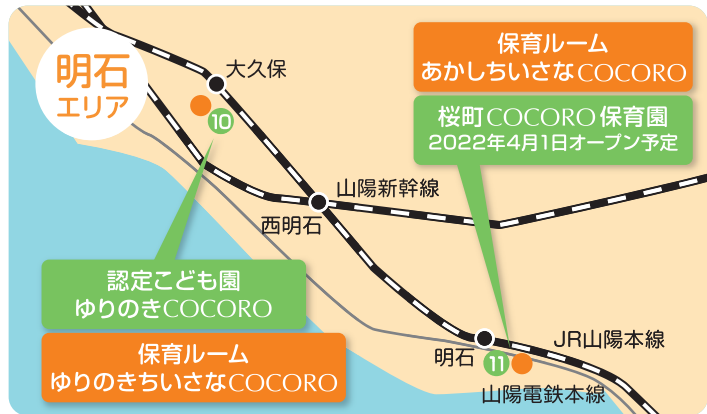 明石
エリア
大久保
10
保育ルーム
あかしちいさなCOCORO
桜町COCORO保育園
2022年4月1日オープン予定
山陽新幹線
西明石
認定こども園
ゆりのきCOCORO
保育ルーム
ゆりのきちいさなCOCORO
明石
11
JR山陽本線
山陽電鉄本線